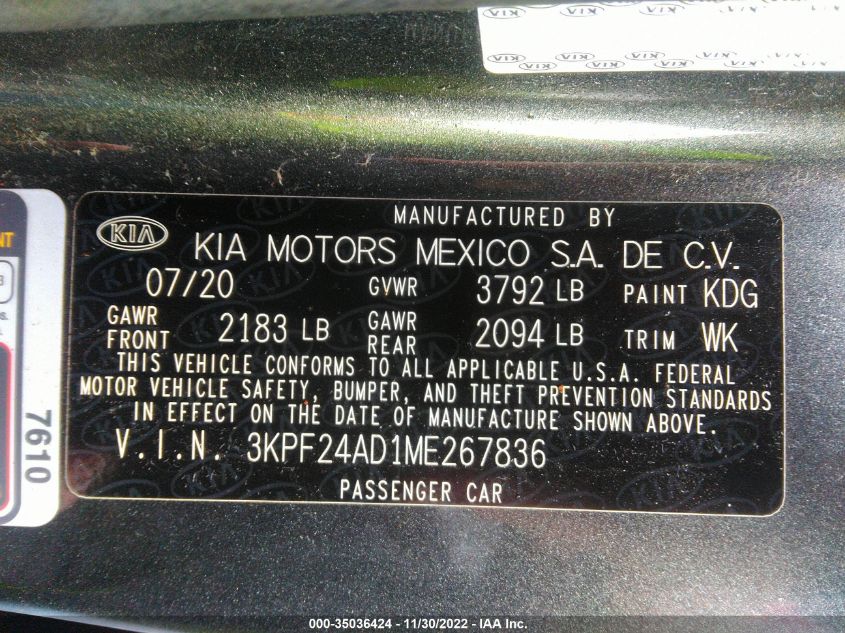 KIA
MANUFACTURED BY
KIA MOTORS MEXICO S.A. DE C.V.
07/20 GVWR 3792 LB PAINT KDG
GAWR FRONT 2183 LB GAWR REAR 2094 LB TRIM WK
THIS VEHICLE CONFORMS TO ALL APPLICABLE U.S.A. FEDERAL
MOTOR VEHICLE SAFETY, BUMPER, AND THEFT PREVENTION STANDARDS
IN EFFECT ON THE DATE OF MANUFACTURE SHOWN ABOVE.
V.I.N. 3KPF24AD1ME267836
PASSENGER CAR
7610
000-35036424 - 11/30/2022 - IAA Inc.